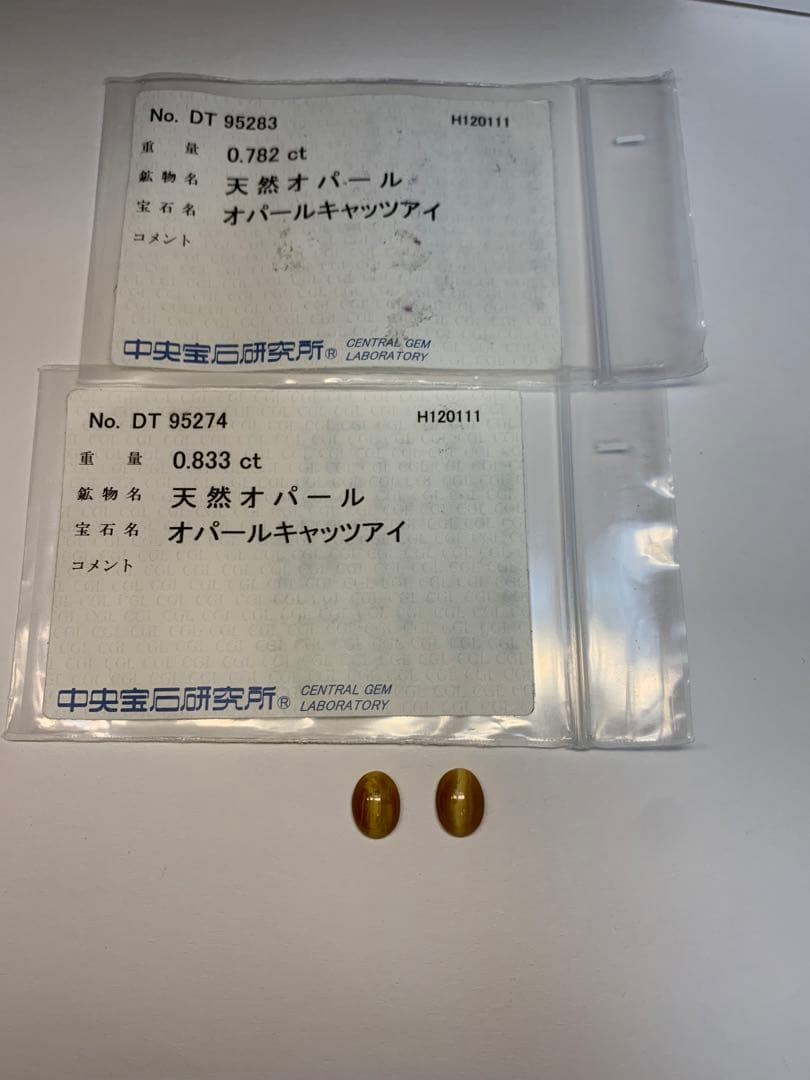 No. DT 95283 H120111
重量 0.782 ct
鉱物名 天然オパール
宝石名 オパールキャッツアイ
コメント
中央宝石研究所® CENTRAL GEM LABORATORY
No. DT 95274 H120111
重量 0.833 ct
鉱物名 天然オパール
宝石名 オパールキャッツアイ
コメント
中央宝石研究所® CENTRAL GEM LABORATORY